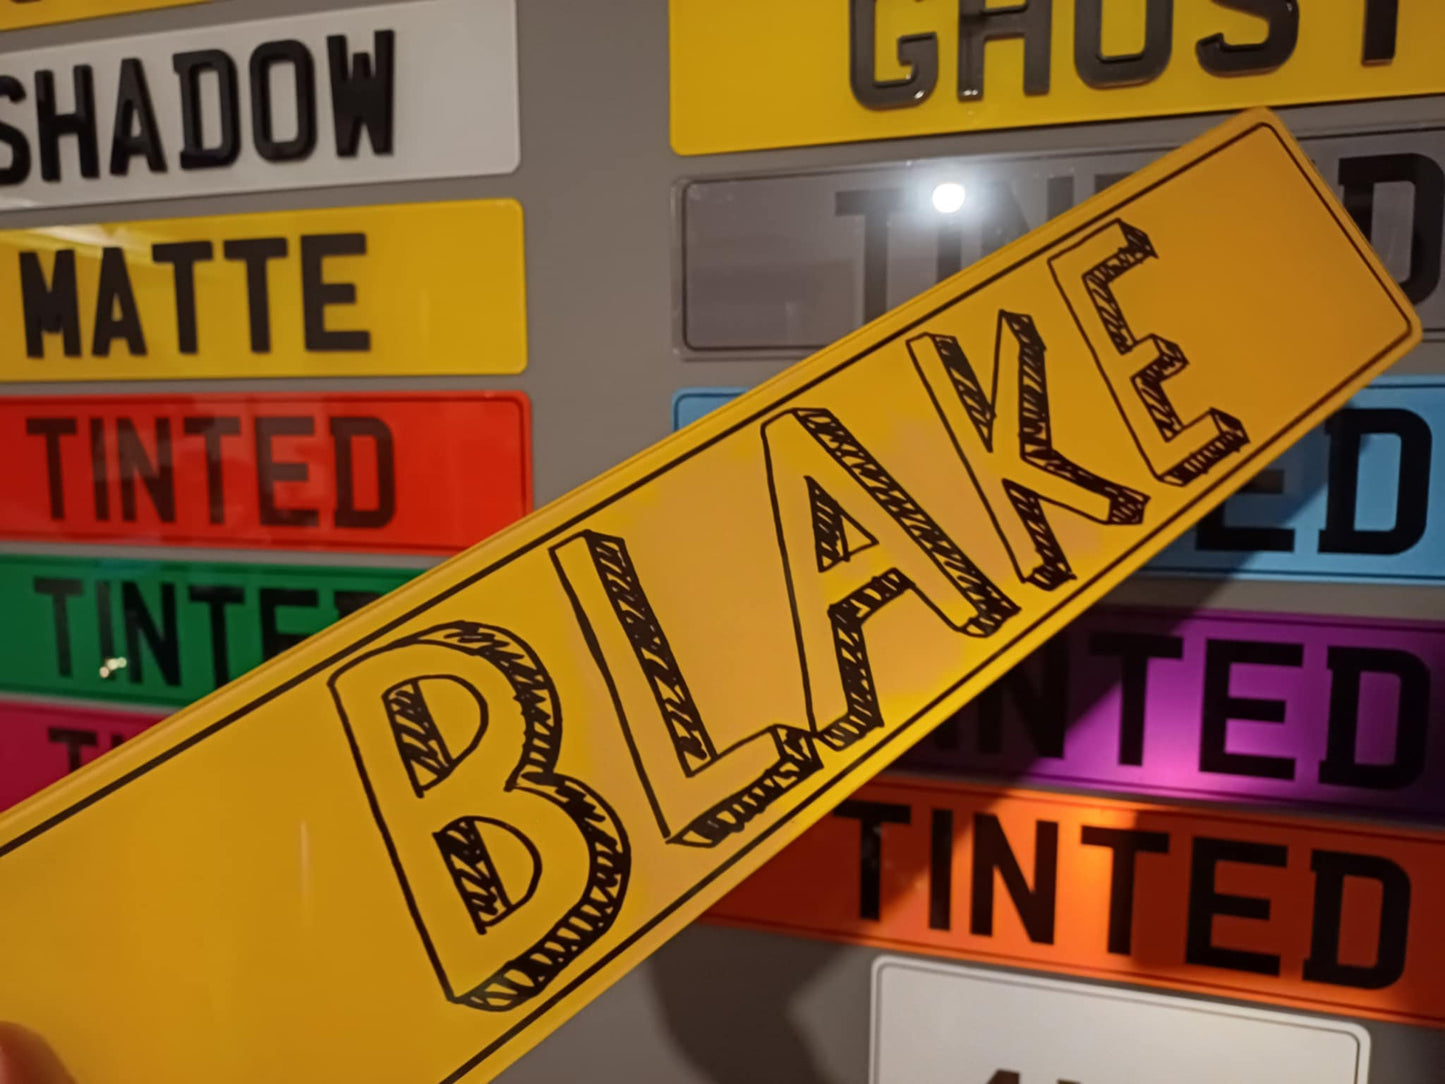 SHADOW
GHOST
MATTE
TINTED
TINTED
TINTED
BLAKE
TINTED
TINTED